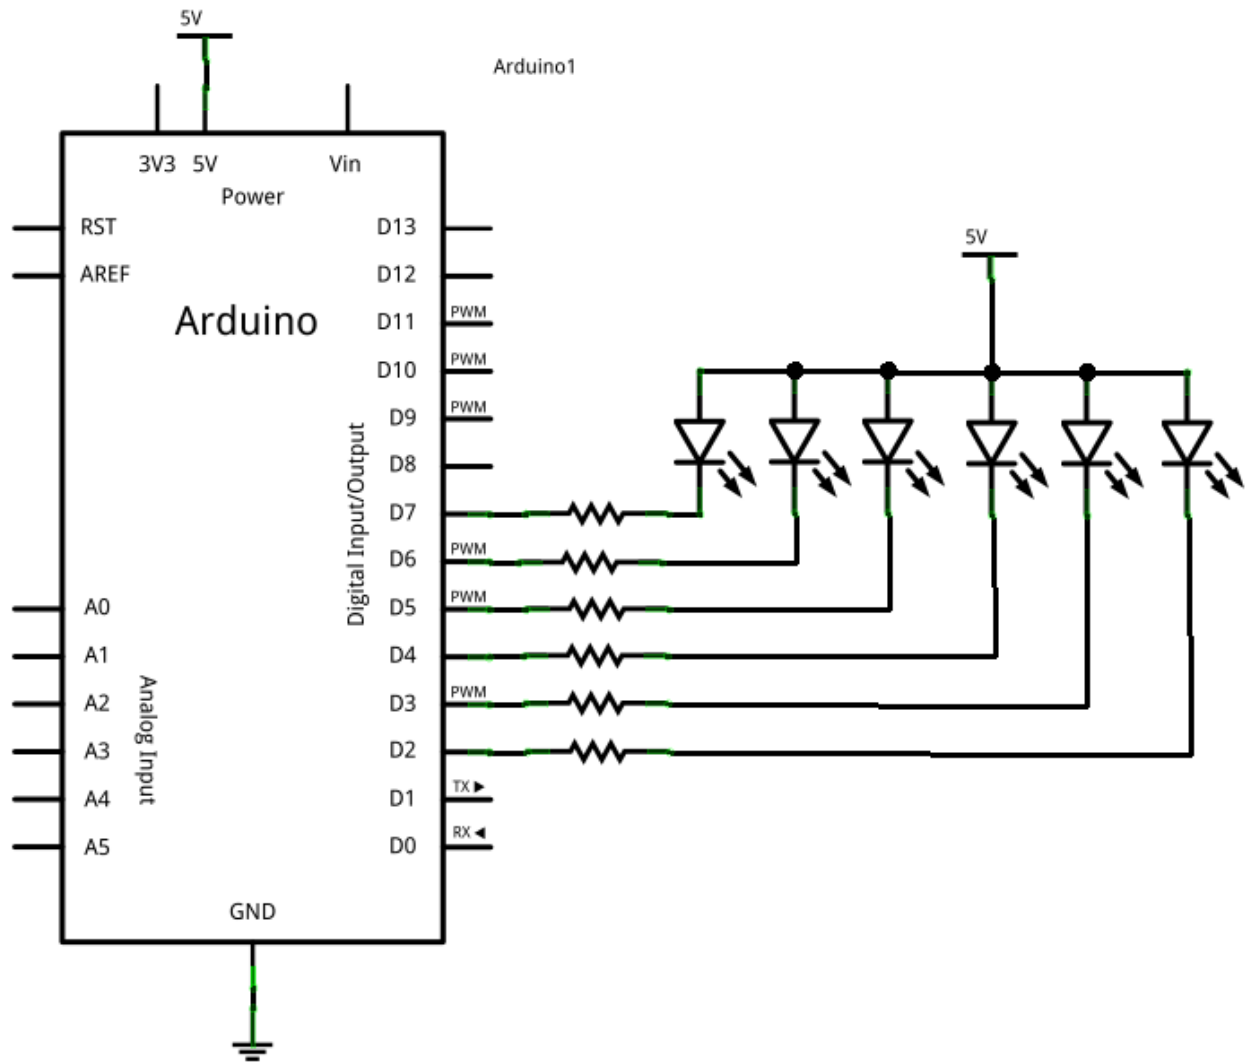 5V
Arduino1
3V3 5V Vin
Power
RST
AREF
Arduino
D13
D12
D11 PWM
D10 PWM
D9 PWM
D8
D7
D6 PWM
D5 PWM
D4
D3 PWM
D2
D1 TX
D0 RX
Digital Input/Output
5V
A0
A1
A2
A3
A4
A5
Analog Input
GND